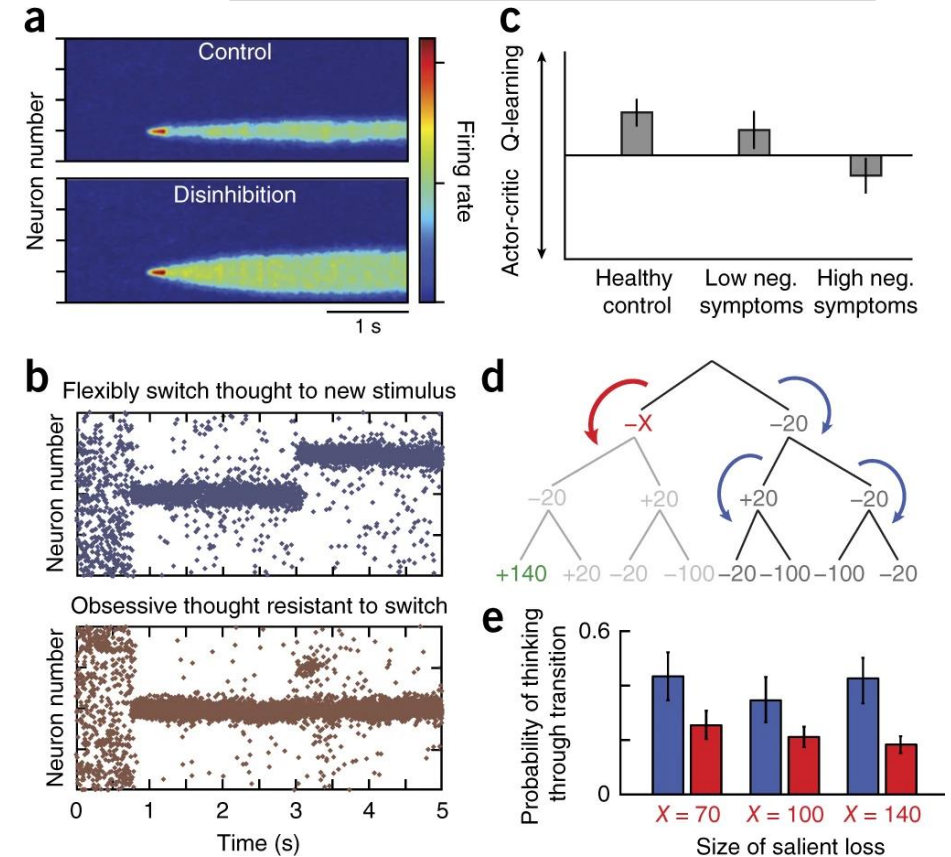 a
Control
Disinhibition
Neuron number
Firing rate
1 s
b
Flexibly switch thought to new stimulus
Neuron number
Obsessive thought resistant to switch
Neuron number
0 1 2 3 4 5
Time (s)
c
Actor-critic Q-learning
Healthy control
Low neg. symptoms
High neg. symptoms
d
–X –20
–20 +20 +20 –20
+140 +20 –20 –100 –20 –100 –100 –20
e
Probability of thinking
through transition
0.6
0
X = 70 X = 100 X = 140
Size of salient loss